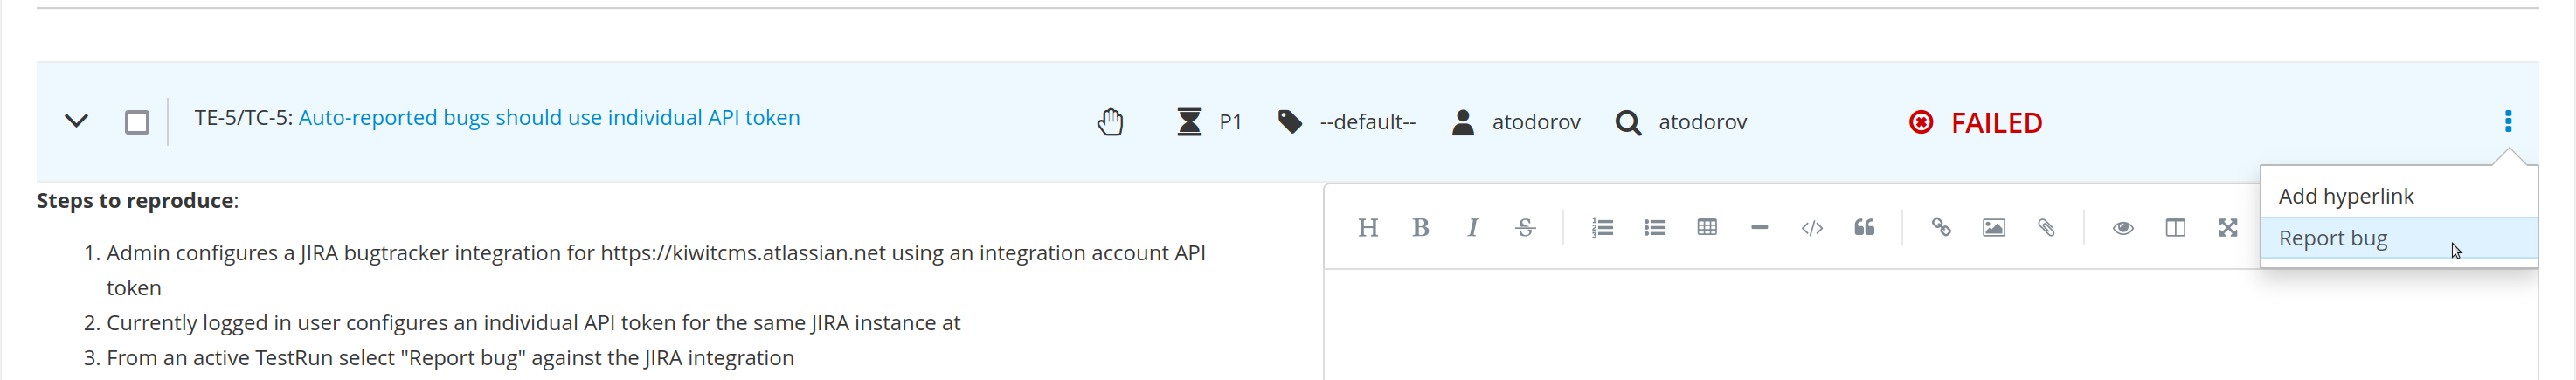 TE-5/TC-5: Auto-reported bugs should use individual API token P1 --default-- atodorov atodorov FAILED
Add hyperlink
Report bug
Steps to reproduce:
H B I S
1. Admin configures a JIRA bugtracker integration for https://kiwitcms.atlassian.net using an integration account API
token
2. Currently logged in user configures an individual API token for the same JIRA instance at
3. From an active TestRun select "Report bug" against the JIRA integration